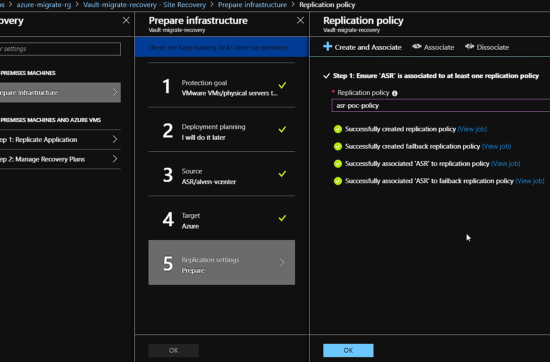 ps > azure-migrate-rg > Vault-migrate-recovery - Site Recovery > Prepare infrastructure > Replication policy
overy
r settings
PREMISES MACHINES
epare Infrastructure
PREMISES MACHINES AND AZURE VMS
ep 1: Replicate Application
ep 2: Manage Recovery Plans
Prepare infrastructure
Vault-migrate-recovery
These are long running tasks done on-premises.
1
Protection goal
VMware VMs/physical servers t...
2
Deployment planning
I will do it later
3
Source
ASR/alven-vcenter
4
Target
Azure
5
Replication settings
Prepare
OK
Replication policy
Vault-migrate-recovery
Create and Associate
Associate
Dissociate
Step 1: Ensure 'ASR' is associated to at least one replication policy
* Replication policy
asr-poc-policy
Successfully created replication policy (View job)
Successfully created failback replication policy (View job)
Successfully associated 'ASR' to replication policy (View job)
Successfully associated 'ASR' to failback replication policy (View job)
OK